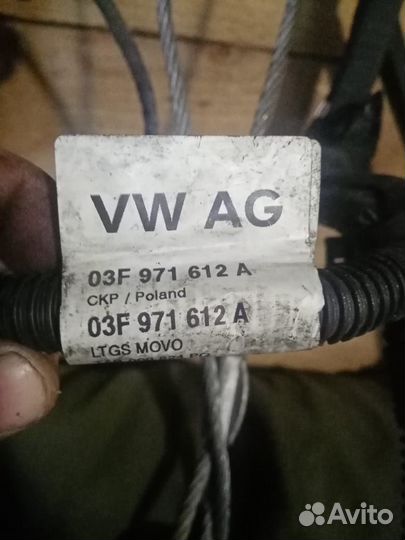 VW AG
03F 971 612 A
CKP / Poland
03F 971 612 A
LTGS MOVO
Avito